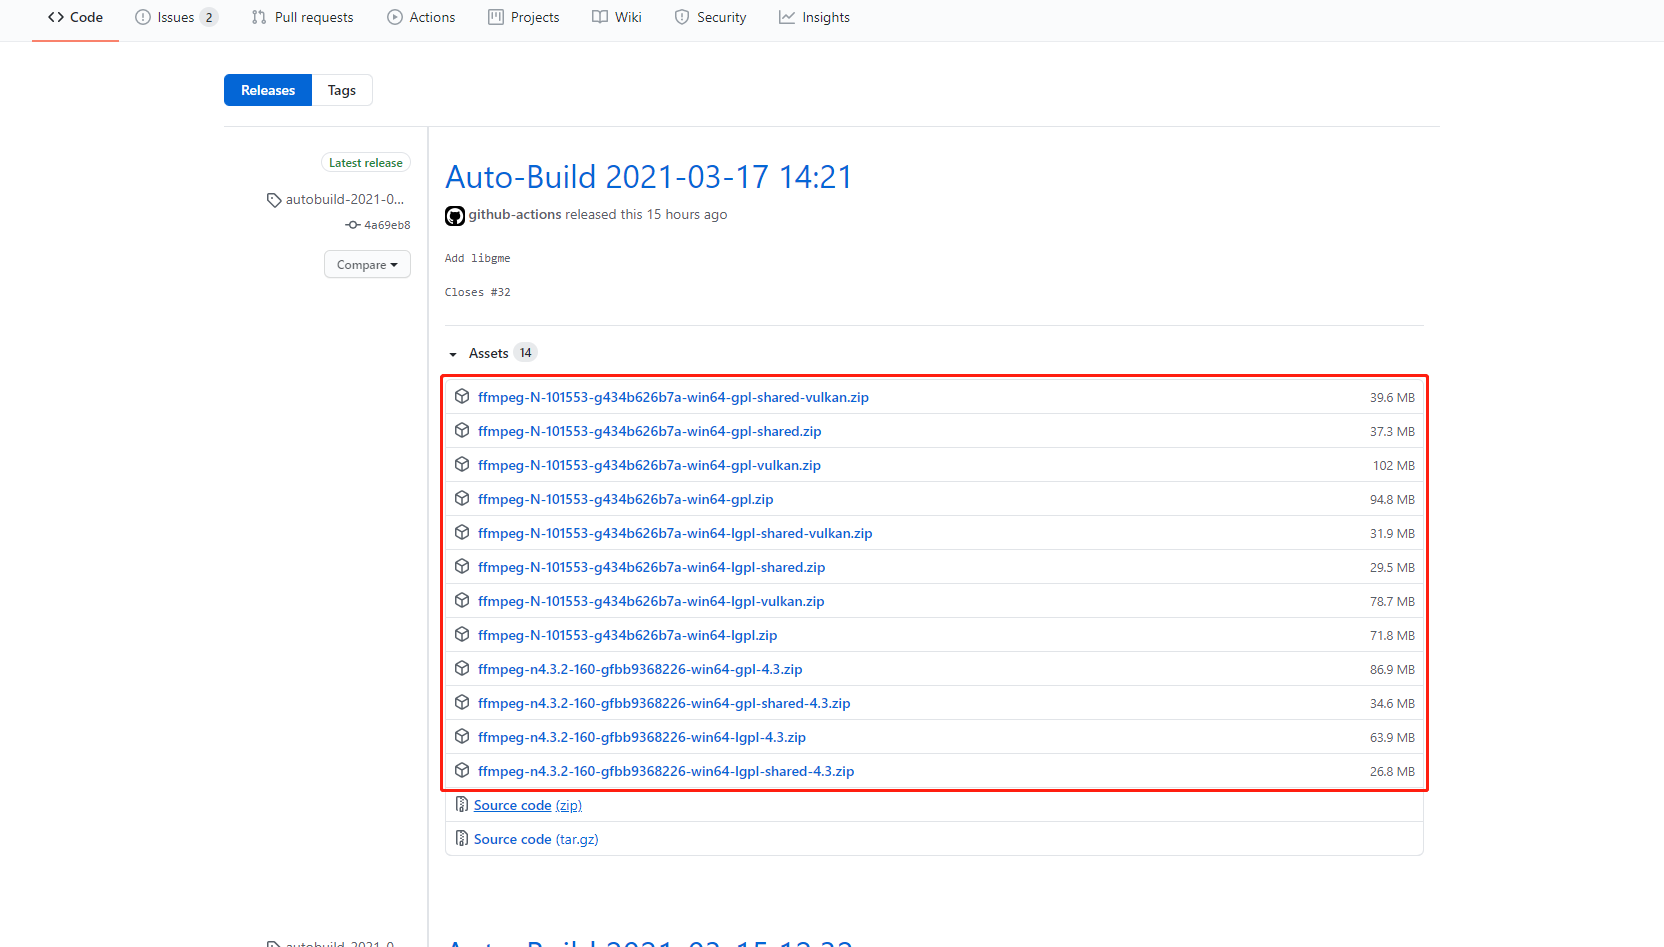 Code Issues 2 Pull requests Actions Projects Wiki Security Insights
Releases Tags
Latest release
autobuild-2021-0...
4a69eb8
Compare
Auto-Build 2021-03-17 14:21
github-actions released this 15 hours ago
Add libgme
Closes #32
Assets 14
ffmpeg-N-101553-g434b626b7a-win64-gpl-shared-vulkan.zip 39.6 MB
ffmpeg-N-101553-g434b626b7a-win64-gpl-shared.zip 37.3 MB
ffmpeg-N-101553-g434b626b7a-win64-gpl-vulkan.zip 102 MB
ffmpeg-N-101553-g434b626b7a-win64-gpl.zip 94.8 MB
ffmpeg-N-101553-g434b626b7a-win64-lgpl-shared-vulkan.zip 31.9 MB
ffmpeg-N-101553-g434b626b7a-win64-lgpl-shared.zip 29.5 MB
ffmpeg-N-101553-g434b626b7a-win64-lgpl-vulkan.zip 78.7 MB
ffmpeg-N-101553-g434b626b7a-win64-lgpl.zip 71.8 MB
ffmpeg-n4.3.2-160-gfbb9368226-win64-gpl-4.3.zip 86.9 MB
ffmpeg-n4.3.2-160-gfbb9368226-win64-gpl-shared-4.3.zip 34.6 MB
ffmpeg-n4.3.2-160-gfbb9368226-win64-lgpl-4.3.zip 63.9 MB
ffmpeg-n4.3.2-160-gfbb9368226-win64-lgpl-shared-4.3.zip 26.8 MB
Source code (zip)
Source code (tar.gz)
autobuild-2021-0
Auto-Build